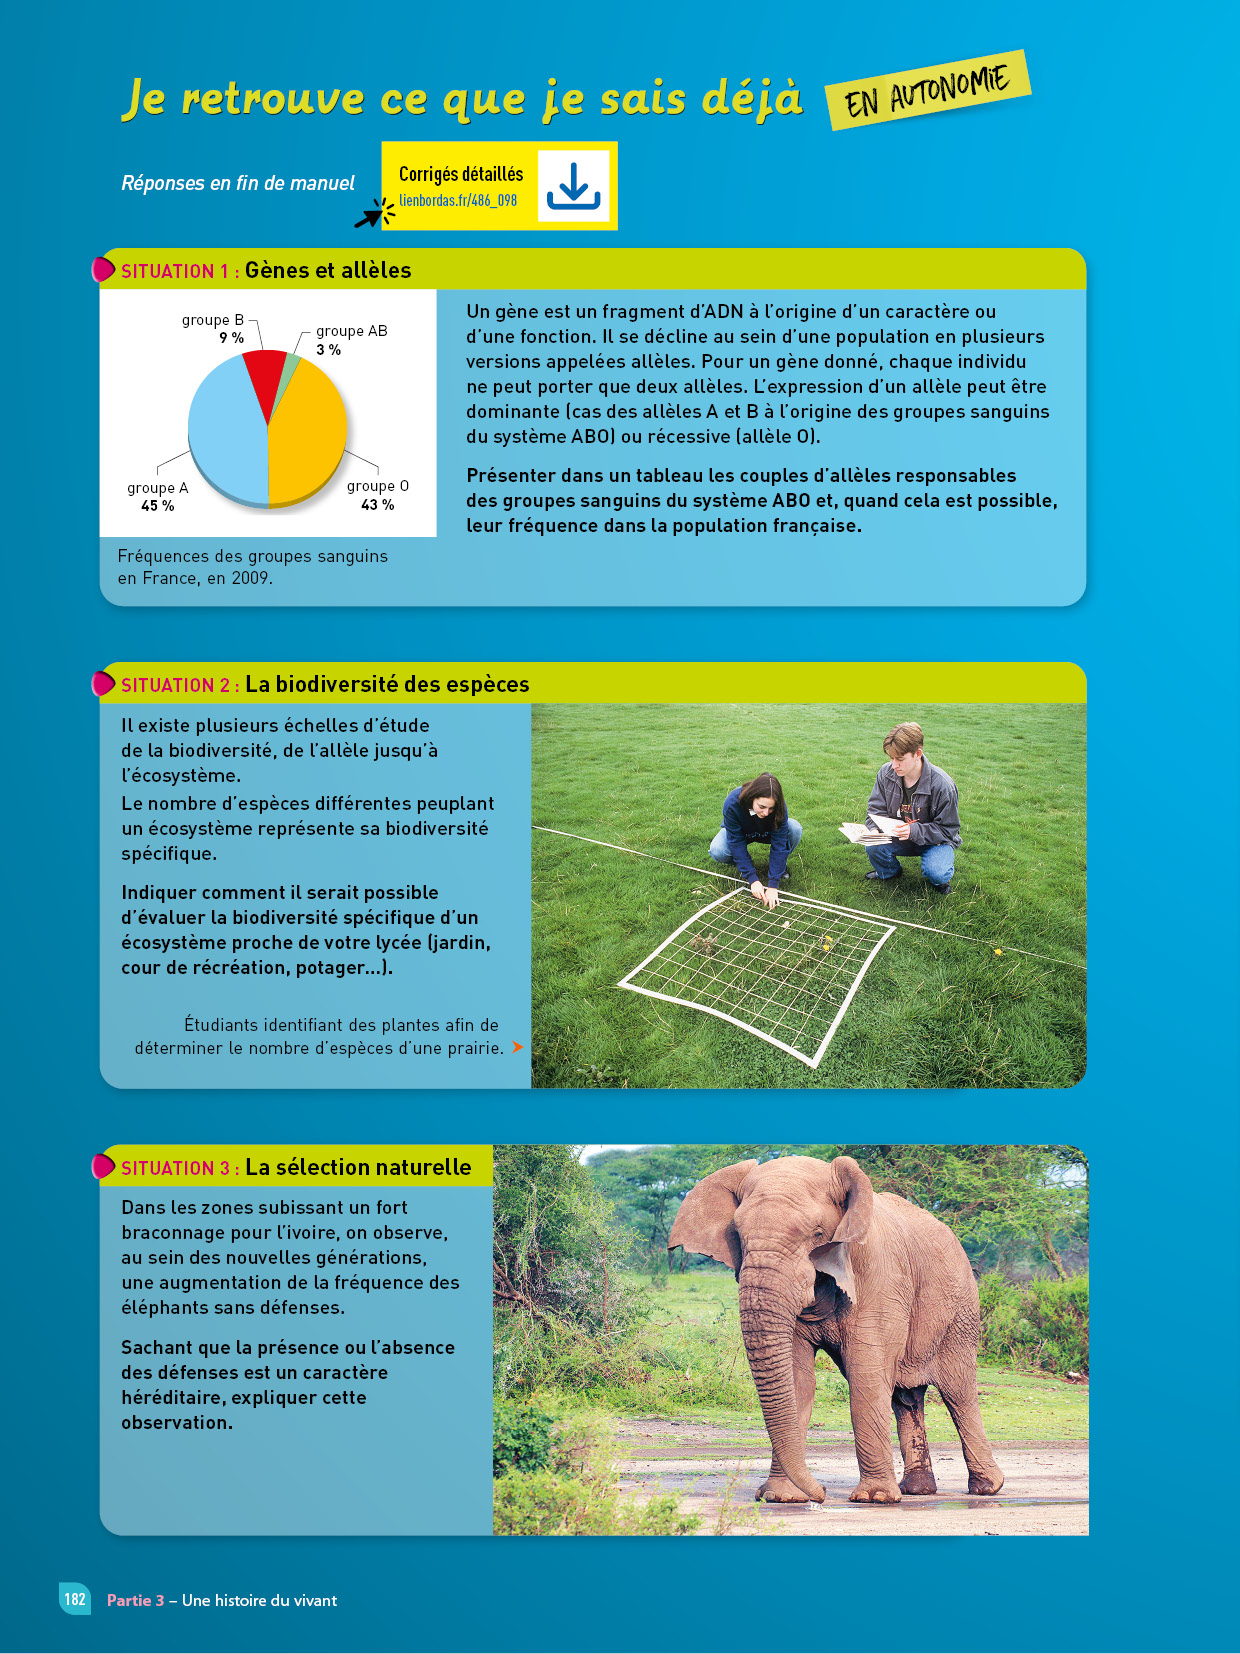 Je retrouve ce que je sais déjà
EN AUTONOMIE
Réponses en fin de manuel
Corrigés détaillés
lienbordas.fr/486_098
SITUATION 1 : Gènes et allèles
groupe B
9 %
groupe AB
3 %
groupe A
45 %
groupe O
43 %
Fréquences des groupes sanguins
en France, en 2009.
Un gène est un fragment d’ADN à l’origine d’un caractère ou
d’une fonction. Il se décline au sein d’une population en plusieurs
versions appelées allèles. Pour un gène donné, chaque individu
ne peut porter que deux allèles. L’expression d’un allèle peut être
dominante (cas des allèles A et B à l’origine des groupes sanguins
du système ABO) ou récessive (allèle O).
Présenter dans un tableau les couples d’allèles responsables
des groupes sanguins du système ABO et, quand cela est possible,
leur fréquence dans la population française.
SITUATION 2 : La biodiversité des espèces
Il existe plusieurs échelles d’étude
de la biodiversité, de l’allèle jusqu’à
l’écosystème.
Le nombre d’espèces différentes peuplant
un écosystème représente sa biodiversité
spécifique.
Indiquer comment il serait possible
d’évaluer la biodiversité spécifique d’un
écosystème proche de votre lycée (jardin,
cour de récréation, potager…).
Étudiants identifiant des plantes afin de
déterminer le nombre d’espèces d’une prairie.
SITUATION 3 : La sélection naturelle
Dans les zones subissant un fort
braconnage pour l’ivoire, on observe,
au sein des nouvelles générations,
une augmentation de la fréquence des
éléphants sans défenses.
Sachant que la présence ou l’absence
des défenses est un caractère
héréditaire, expliquer cette
observation.
182 Partie 3 – Une histoire du vivant